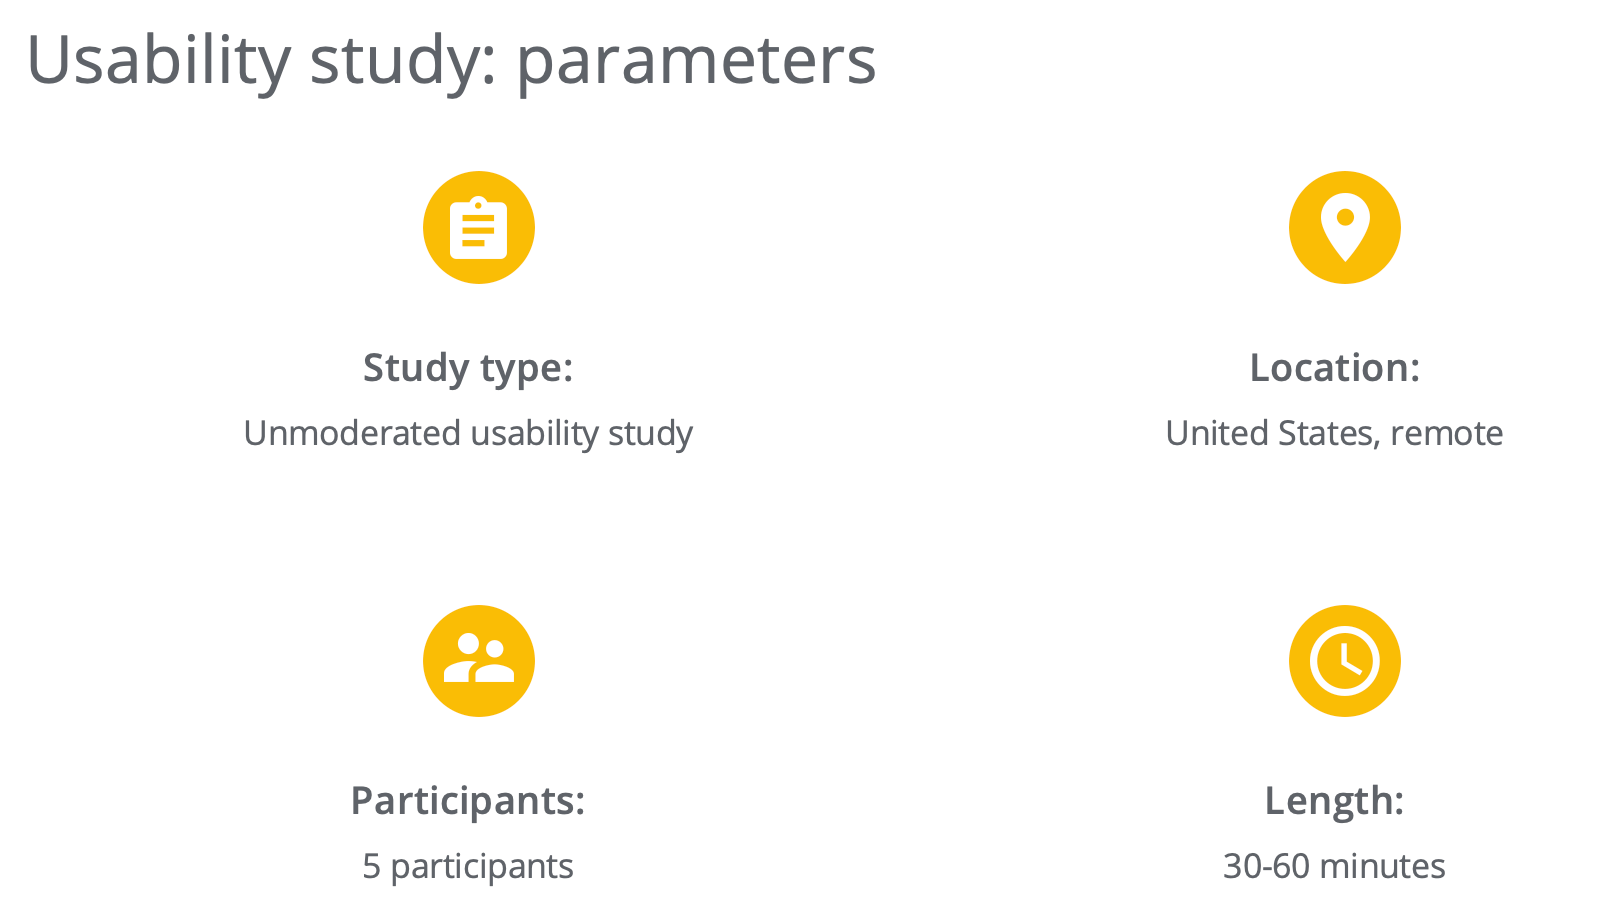 Usability study: parameters
Study type:
Unmoderated usability study
Location:
United States, remote
Participants:
5 participants
Length:
30-60 minutes